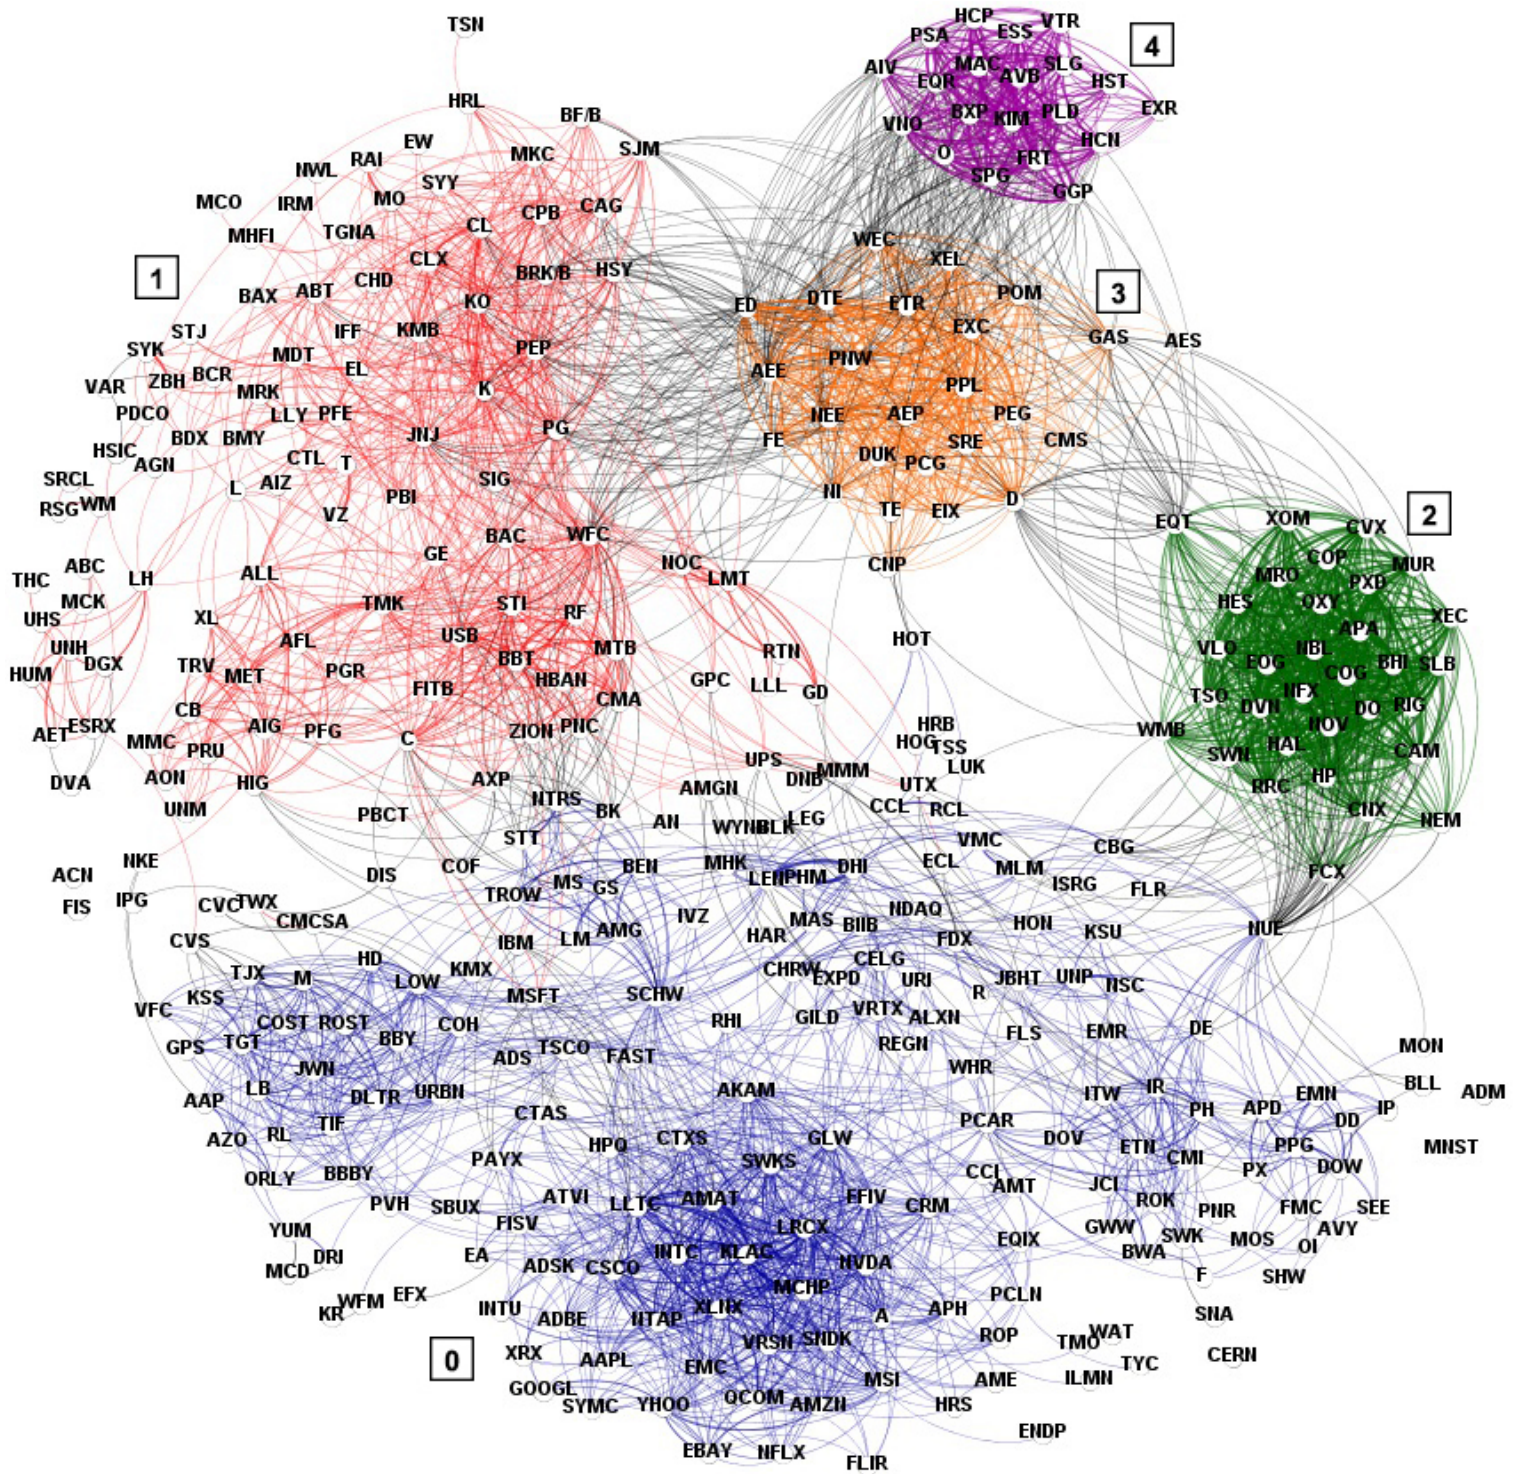 TSN
HCP
VTR
PSA
ESS
4
AIV
MAC
SLG
EQR
AVB
HST
HRL
BF/B
EXR
BXP
KIM
PLD
VNO
EW
SJM
HCN
RAI
MKC
O
FRT
NWL
SYY
SPG
GGP
MCO
IRM
MO
CPB
CAG
MHFI
TGNA
CL
WEC
1
CLX
BRK/B
HSY
XEL
3
BAX
ABT
CHD
KO
ED
DTE
ETR
POM
STJ
IFF
KMB
EXC
GAS
AES
SYK
MDT
PEP
VAR
ZBH
BCR
EL
AEE
PNW
MRK
K
PPL
PDCO
LLY
PFE
NEE
AEP
PEG
HSIC
BDX
BMY
JNJ
PG
FE
SRE
CMS
AGN
CTL
T
DUK
PCG
SRCL
L
AIZ
SIG
NI
D
RSG
WM
PBI
TE
EIX
VZ
EQT
XOM
CVX
2
GE
BAC
WFC
NOC
CNP
COP
MUR
THC
ABC
LH
ALL
LMT
MRO
PXD
MCK
TMK
STI
RF
HES
OXY
XEC
UHS
XL
USB
HOT
APA
UNH
AFL
MTB
RTN
VLO
NBL
HUM
DGX
TRV
MET
PGR
BBT
HBAN
GPC
LLL
GD
EOG
COG
BHI
SLB
FITB
CMA
TSO
NFX
CB
DVN
DO
RIG
AET
ESRX
AIG
PFG
ZION
PNC
HRB
WMB
NOV
MMC
PRU
C
HOG
TSS
SWN
HAL
CAM
DVA
AON
HIG
AXP
UPS
DNB
MMM
LUK
HP
UNM
NTRS
AMGN
UTX
RRC
PBCT
BK
AN
CCL
RCL
CNX
NEM
STT
WYNN
BLK
LEG
VMC
CBG
ACN
NKE
DIS
COF
BEN
MHK
LEN
PHM
DHI
ECL
MLM
FCX
FIS
IPG
CVC
TWX
TROW
MS
GS
ISRG
FLR
CMCSA
IVZ
MAS
BIIB
NDAQ
HON
CVS
IBM
LM
AMG
HAR
FDX
KSU
NUE
TJX
M
HD
LOW
KMX
CHRW
EXPD
CELG
URI
JBHT
UNP
NSC
VFC
KSS
MSFT
SCHW
R
COST
ROST
COH
RHI
GILD
VRTX
ALXN
FLS
EMR
DE
GPS
TGT
BBY
TSCO
REGN
MON
ADS
FAST
WHR
JWN
LB
DLTR
URBN
AKAM
ITW
IR
BLL
AAP
EMN
ADM
TIF
CTAS
PCAR
PH
APD
DD
IP
AZO
RL
HPQ
CTXS
GLW
DOV
ETN
CMI
PPG
MNST
ORLY
BBBY
PAYX
SWKS
CCI
AMT
PX
DOW
PVH
SBUX
ATVI
LLTC
AMAT
FFIV
CRM
JCI
ROK
FISV
LRCX
PNR
FMC
SEE
YUM
EQIX
GWW
SWK
AVY
DRI
EA
INTC
KLAC
BWA
MOS
OI
MCD
ADSK
CSCO
NVDA
F
SHW
KR
WFM
EFX
INTU
MCHP
PCLN
ADBE
NTAP
XLNX
A
APH
SNA
0
XRX
VRSN
SNDK
ROP
TMO
WAT
AAPL
EMC
TYC
CERN
GOOGL
MSI
AME
ILMN
SYMC
YHOO
QCOM
AMZN
HRS
ENDP
EBAY
NFLX
FLIR